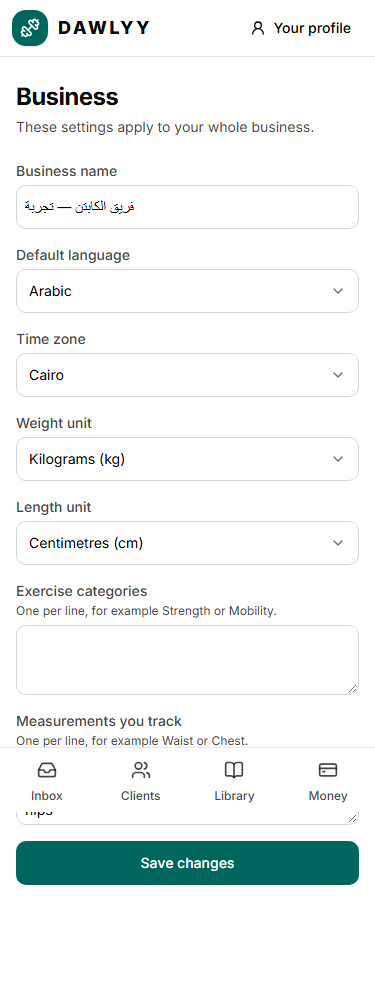 DAWLYY
Your profile
Business
These settings apply to your whole business.
Business name
فريق الكابتن — تجربة
Default language
Arabic
Time zone
Cairo
Weight unit
Kilograms (kg)
Length unit
Centimetres (cm)
Exercise categories
One per line, for example Strength or Mobility.
Measurements you track
One per line, for example Waist or Chest.
Inbox
Clients
Library
Money
Save changes